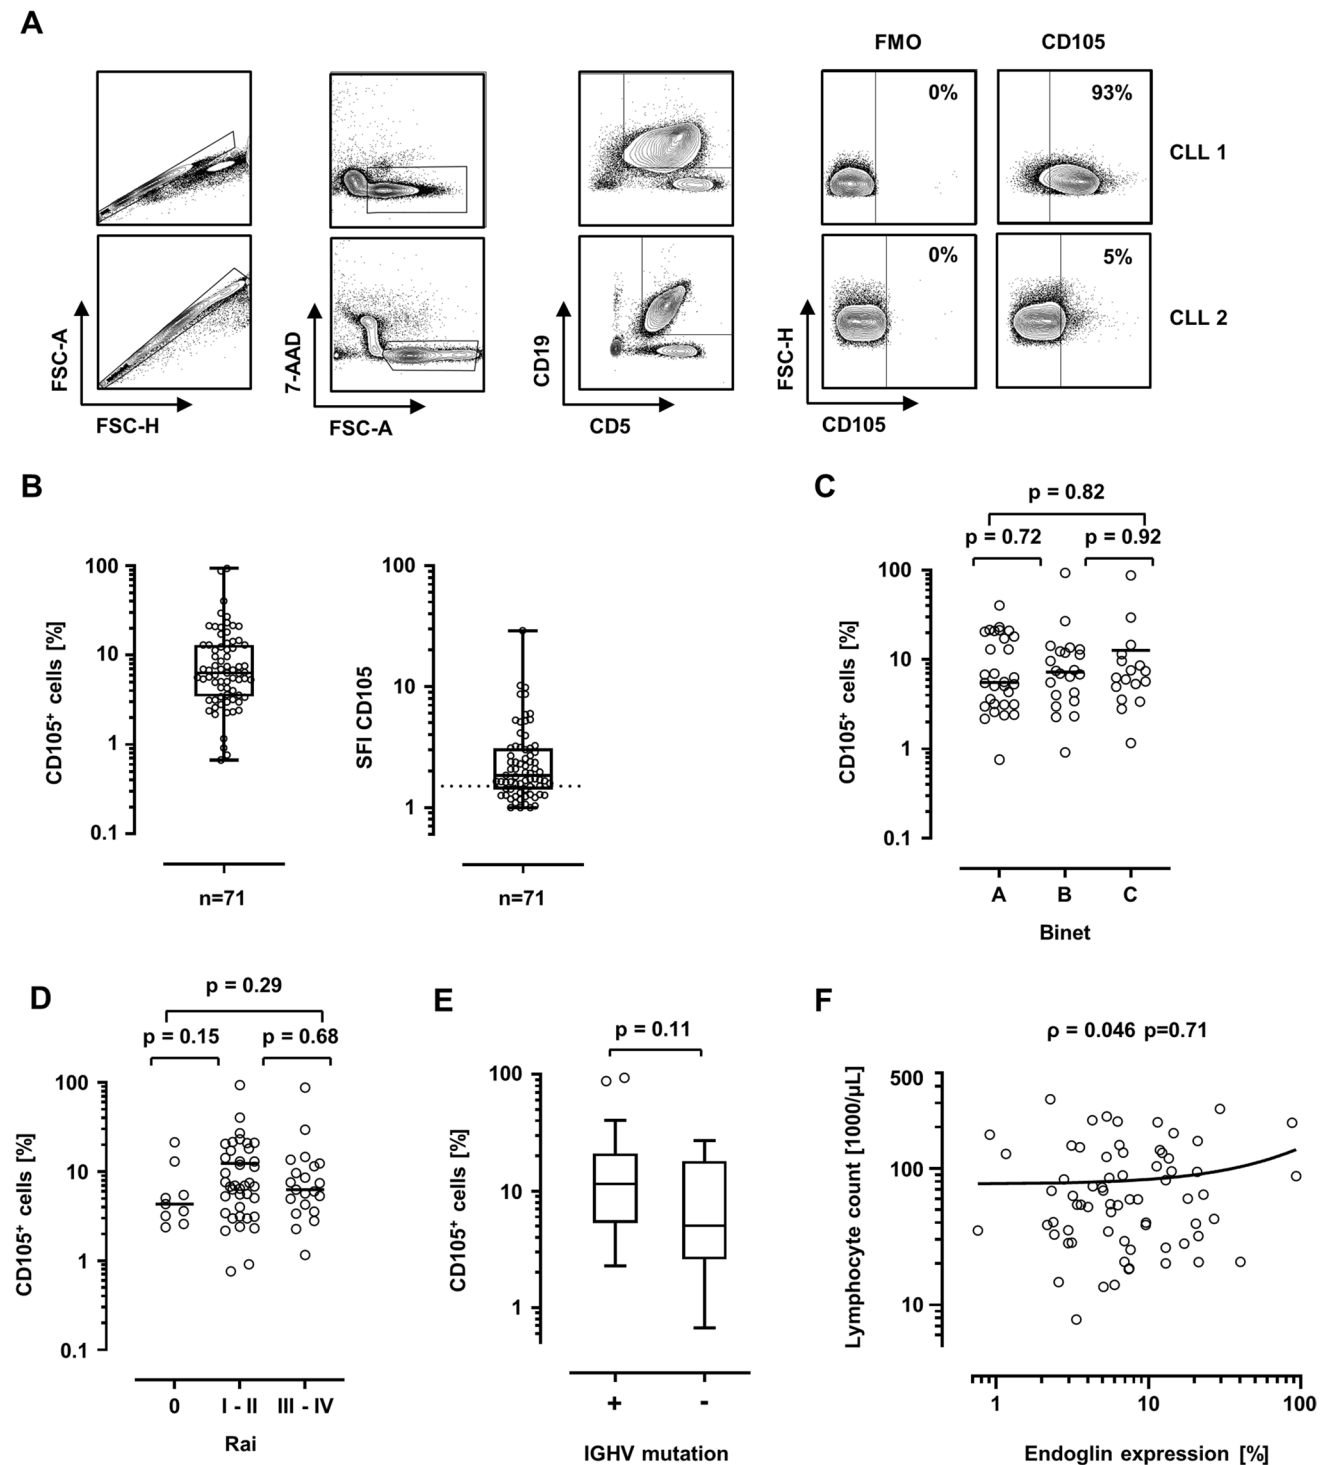 A
FMO
CD105
0%
93%
CLL 1
0%
5%
CLL 2
FSC-A
FSC-H
7-AAD
FSC-A
CD19
CD5
FSC-H
CD105
B
100
10
1
0.1
CD105+ cells [%]
n=71
100
10
1
SFI CD105
n=71
C
p = 0.82
p = 0.72
p = 0.92
100
10
1
0.1
CD105+ cells [%]
A B C
Binet
D
p = 0.29
p = 0.15
p = 0.68
100
10
1
0.1
CD105+ cells [%]
0 I - II III - IV
Rai
E
p = 0.11
100
10
1
CD105+ cells [%]
+ -
IGHV mutation
F
ρ = 0.046 p=0.71
500
100
10
Lymphocyte count [1000/μL]
1 10 100
Endoglin expression [%]